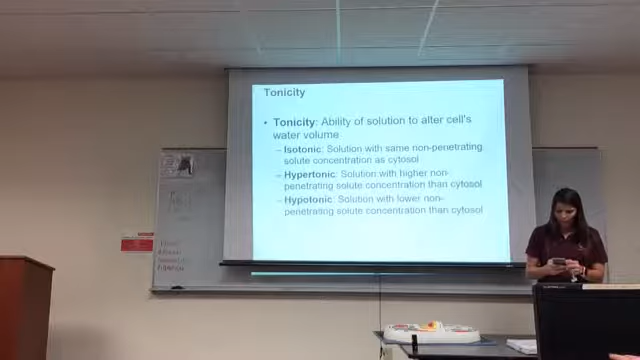 Tonicity
• Tonicity: Ability of solution to alter cell's
water volume
– Isotonic: Solution with same non-penetrating
solute concentration as cytosol
– Hypertonic: Solution with higher non-
penetrating solute concentration than cytosol
– Hypotonic: Solution with lower non-
penetrating solute concentration than cytosol